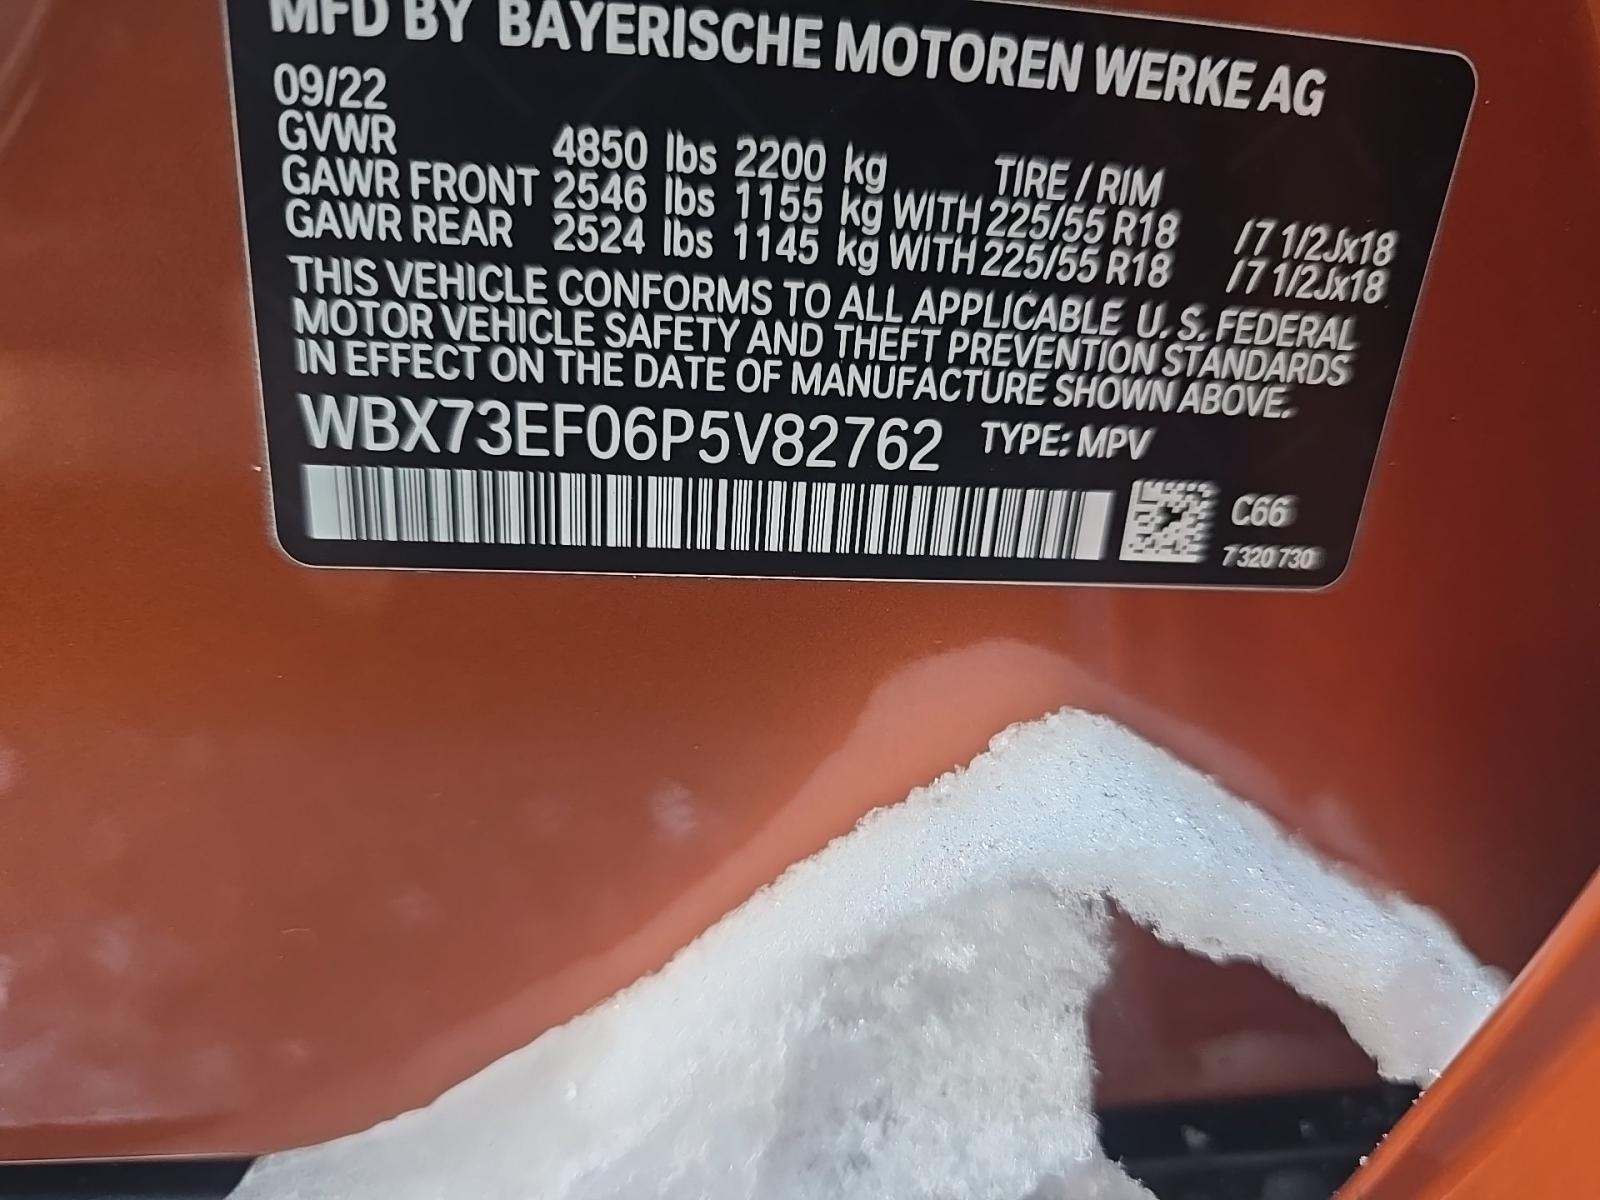 MFD BY BAYERISCHE MOTOREN WERKE AG
09/22
GVWR 4850 lbs 2200 kg TIRE / RIM
GAWR FRONT 2546 lbs 1155 kg WITH 225/55 R18 / 7 1/2Jx18
GAWR REAR 2524 lbs 1145 kg WITH 225/55 R18 / 7 1/2Jx18
THIS VEHICLE CONFORMS TO ALL APPLICABLE U.S. FEDERAL
MOTOR VEHICLE SAFETY AND THEFT PREVENTION STANDARDS
IN EFFECT ON THE DATE OF MANUFACTURE SHOWN ABOVE.
WBX73EF06P5V82762 TYPE: MPV
C66
7 320 730